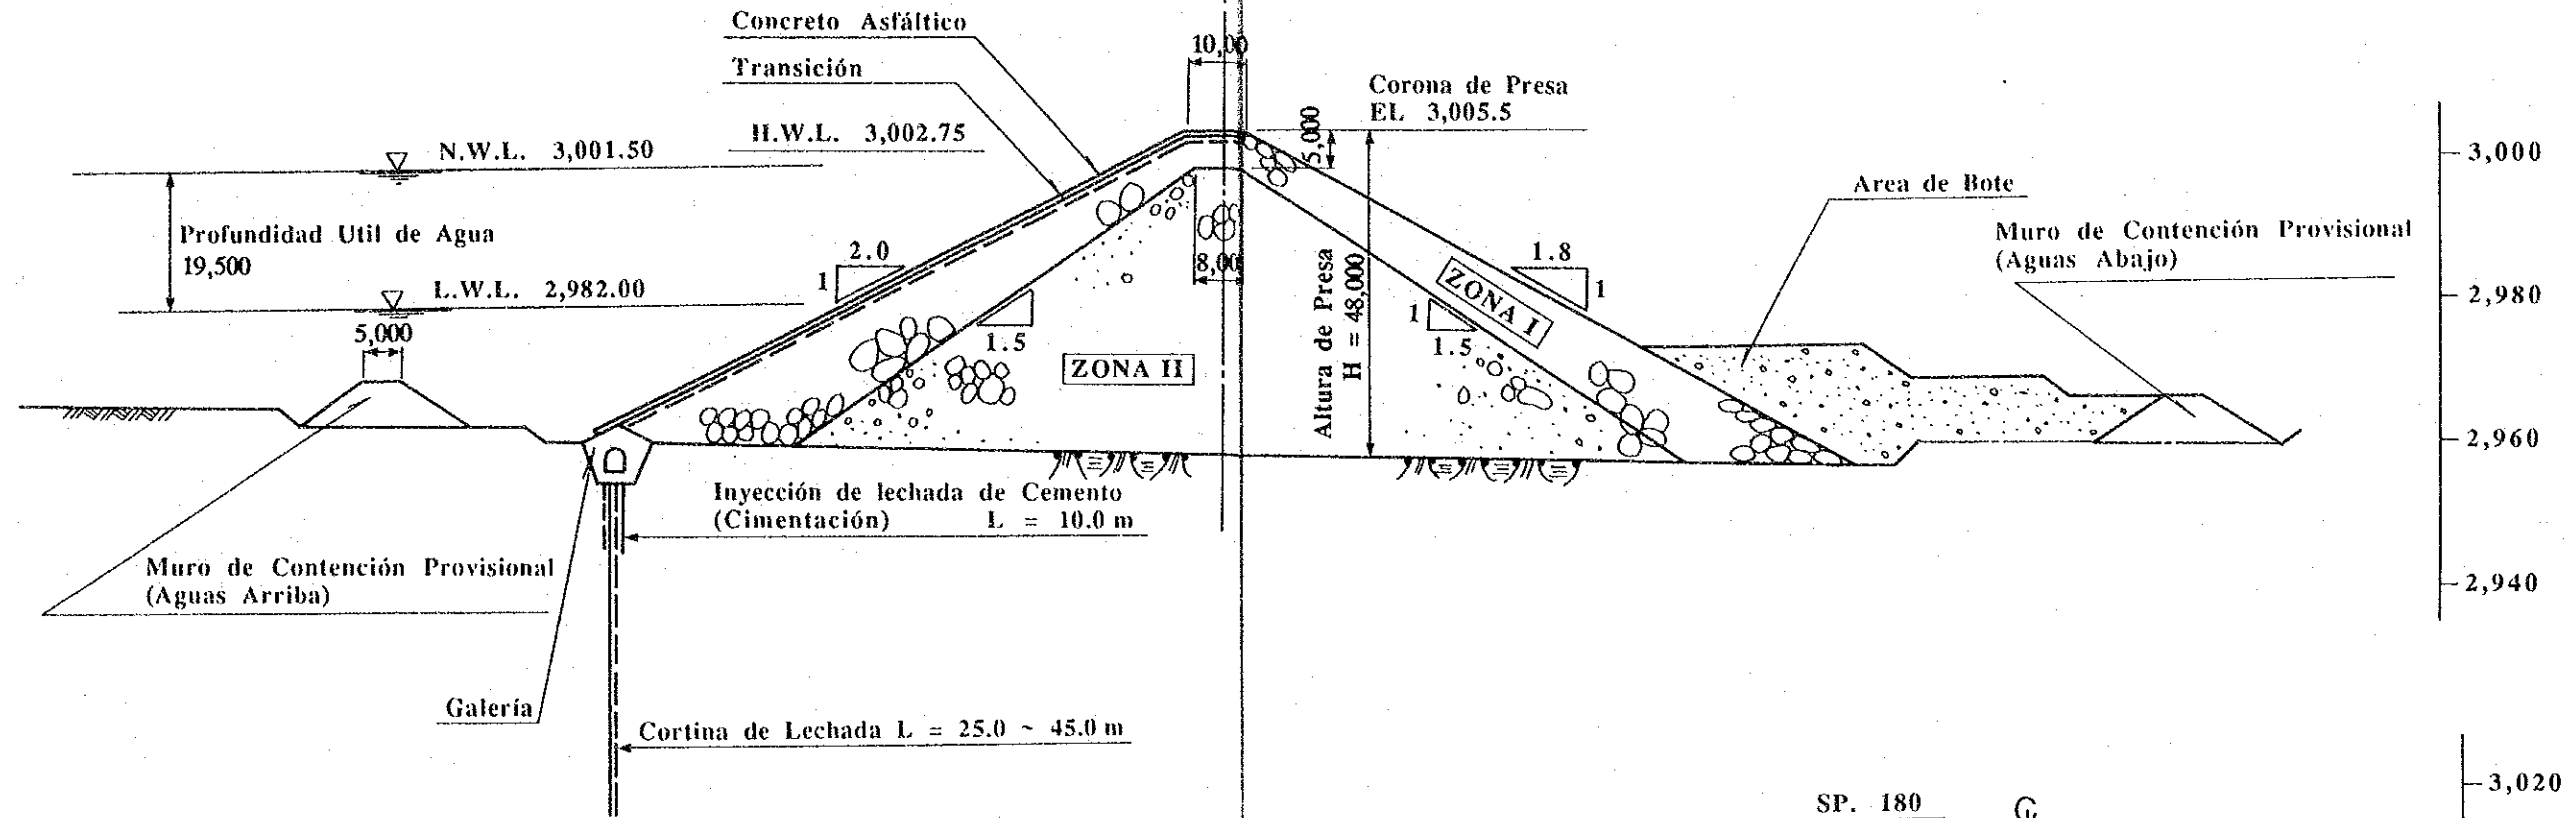 Concreto Asfáltico
Transición
H.W.L. 3,002.75
N.W.L. 3,001.50
Profundidad Util de Agua
19,500
L.W.L. 2,982.00
5,000
10,00
Corona de Presa
EL 3,005.5
5,000
3,000
Area de Bote
Muro de Contención Provisional
(Aguas Abajo)
2.0
1
8,00
1.8
1
2,980
ZONA I
Altura de Presa
H = 48,000
1
1.5
1.5
ZONA II
2,960
Inyección de lechada de Cemento
(Cimentación) L = 10.0 m
Muro de Contención Provisional
(Aguas Arriba)
2,940
Galería
Cortina de Lechada L = 25.0 ~ 45.0 m
3,020
SP. 180